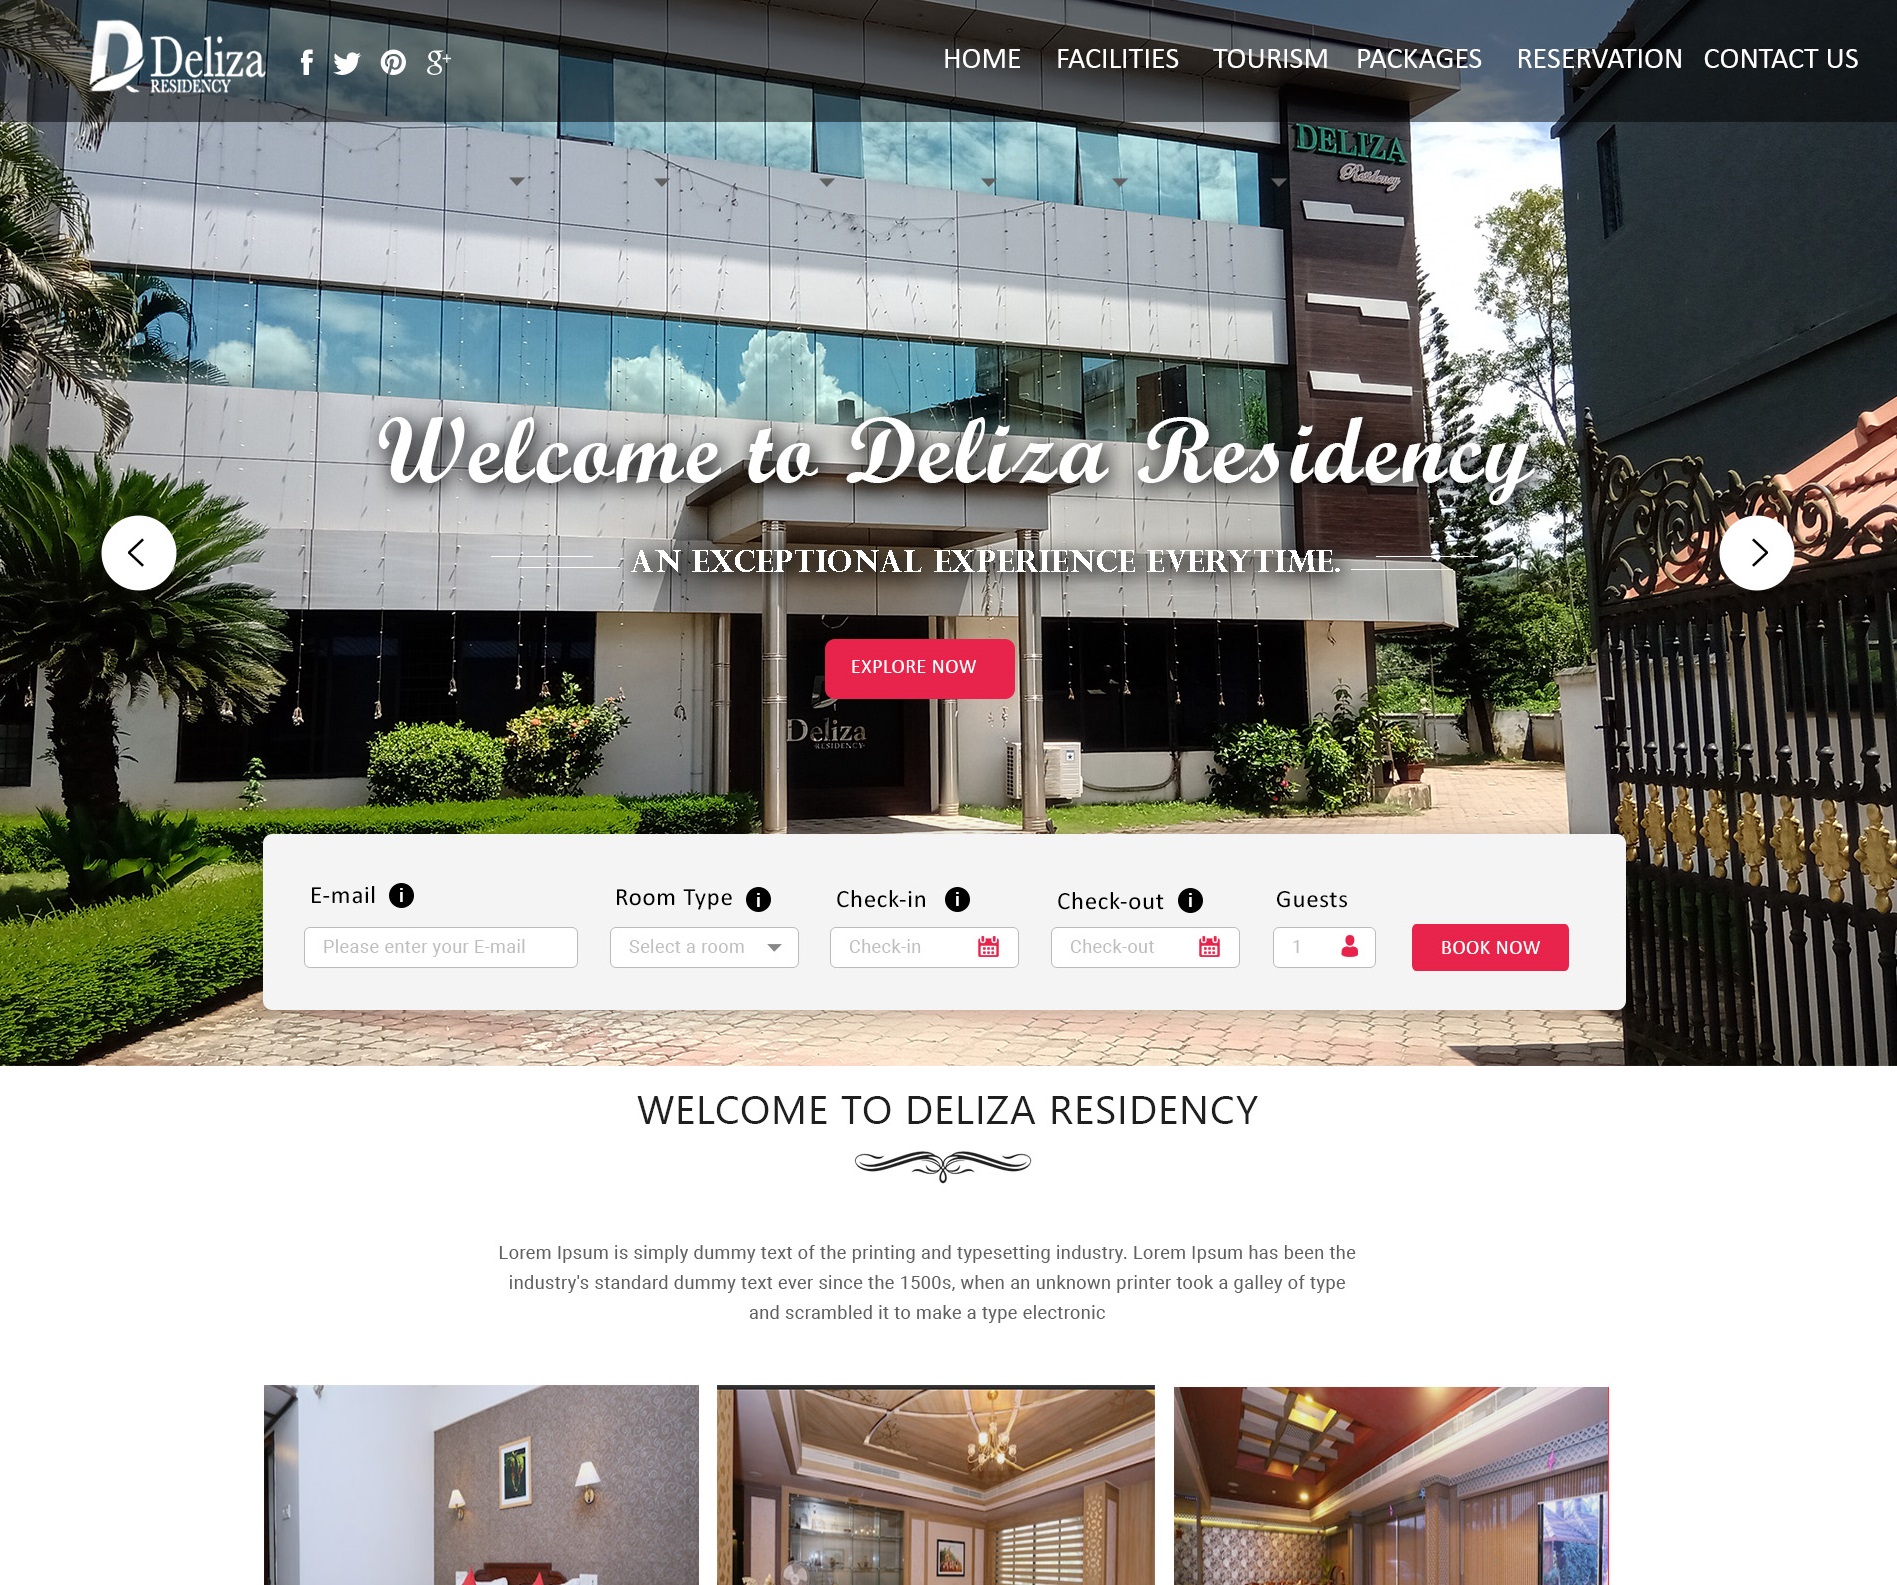 Deliza
RESIDENCY
HOME FACILITIES TOURISM PACKAGES RESERVATION CONTACT US
DELIZA
Residency
Welcome to Deliza Residency
AN EXCEPTIONAL EXPERIENCE EVERY TIME.
EXPLORE NOW
Deliza
RESIDENCY
E-mail Room Type Check-in Check-out Guests
Please enter your E-mail Select a room Check-in Check-out 1 BOOK NOW
WELCOME TO DELIZA RESIDENCY
Lorem Ipsum is simply dummy text of the printing and typesetting industry. Lorem Ipsum has been the
industry's standard dummy text ever since the 1500s, when an unknown printer took a galley of type
and scrambled it to make a type electronic